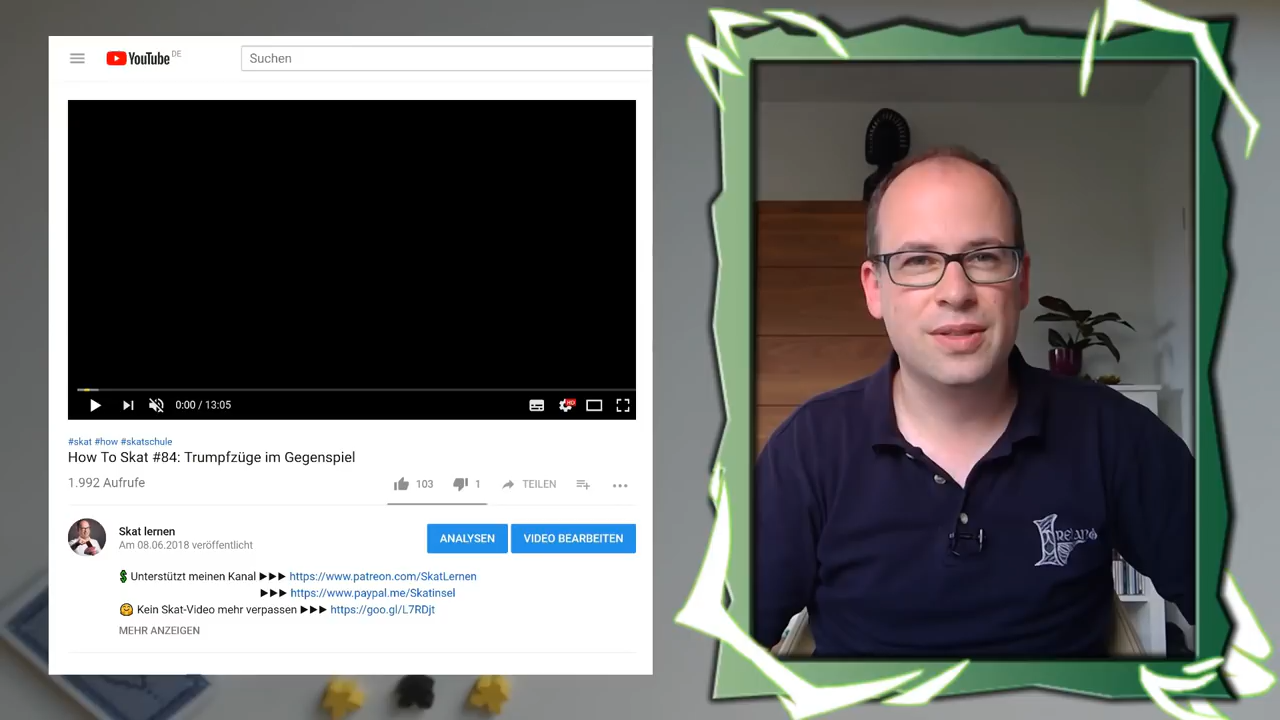 YouTube DE
Suchen
0:00 / 13:05
HD
#skat #how #skatschule
How To Skat #84: Trumpfzüge im Gegenspiel
1.992 Aufrufe
103
1
TEILEN
Skat lernen
Am 08.06.2018 veröffentlicht
ANALYSEN
VIDEO BEARBEITEN
Unterstützt meinen Kanal ►►► https://www.patreon.com/SkatLernen
►►► https://www.paypal.me/Skatinsel
Kein Skat-Video mehr verpassen ►►► https://goo.gl/L7RDjt
MEHR ANZEIGEN
IRELAND